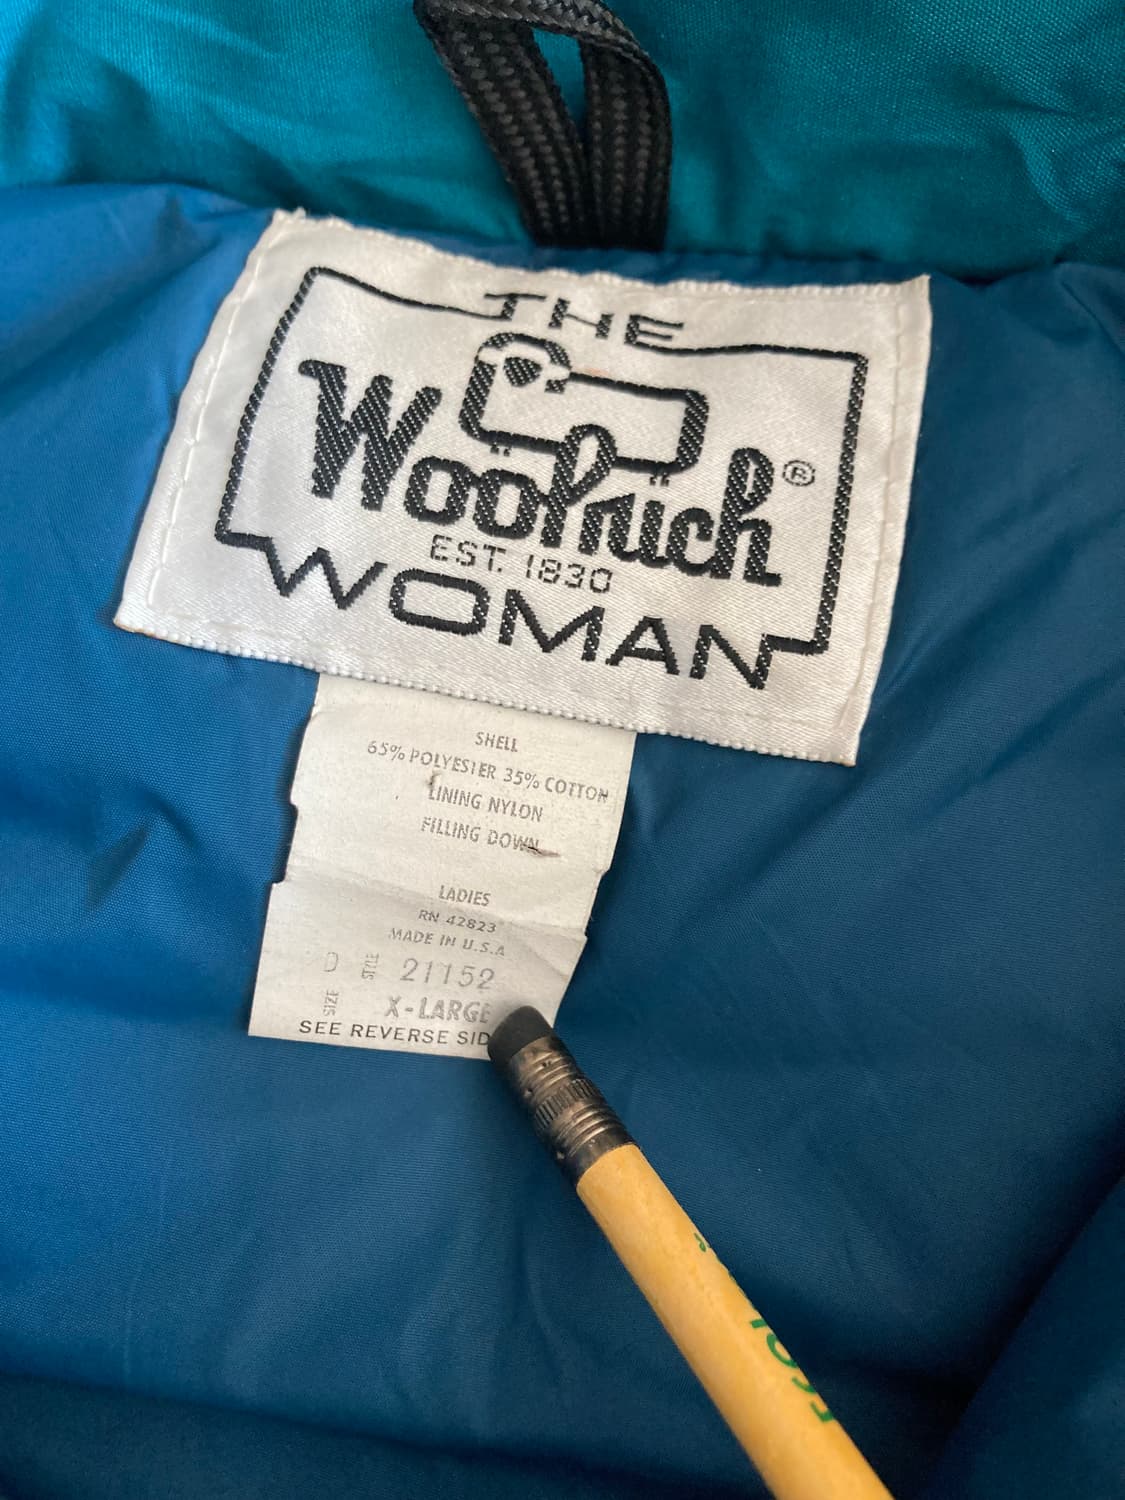 THE
Woolrich®
EST. 1830
WOMAN
SHELL
65% POLYESTER 35% COTTON
LINING NYLON
FILLING DOWN
LADIES
RN 42823
MADE IN U.S.A
D STYLE 21152
SIZE X-LARGE
SEE REVERSE SID